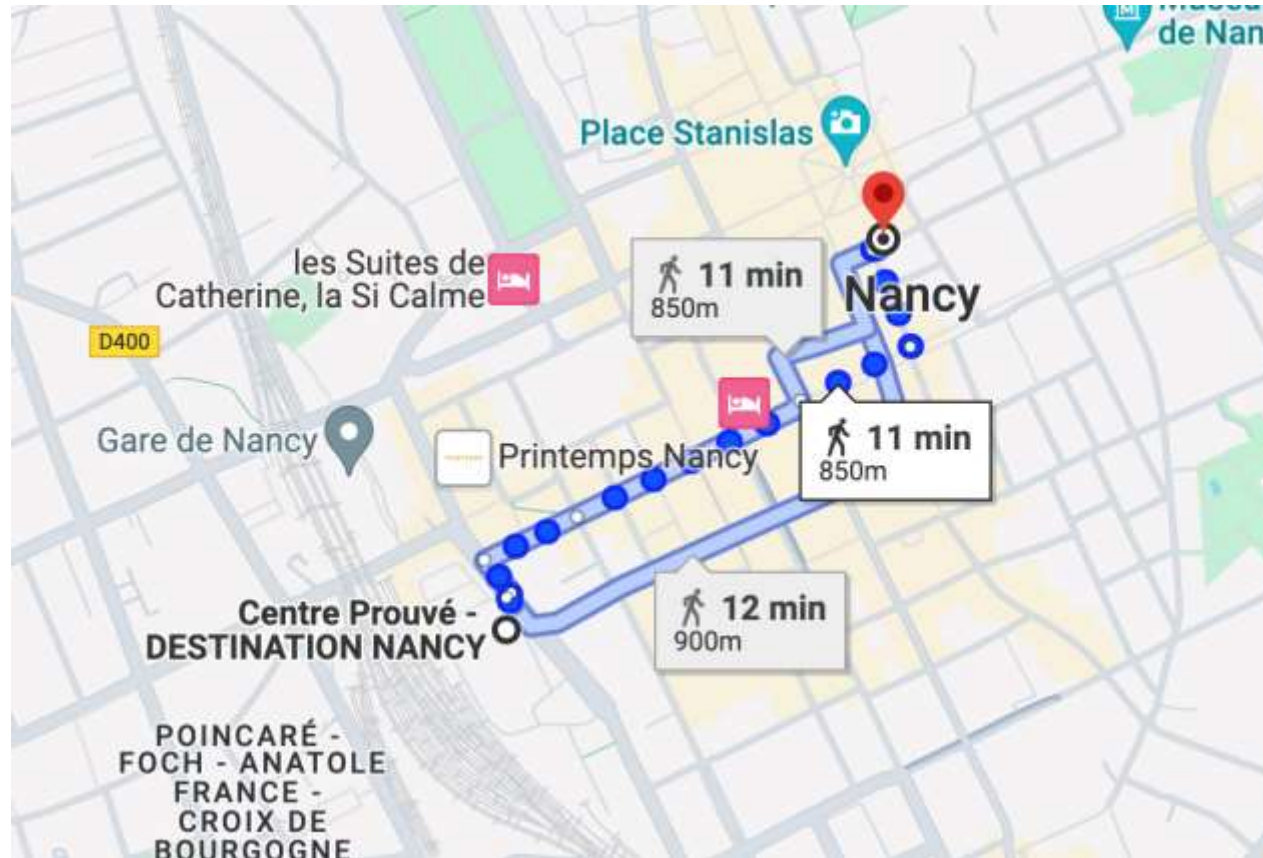 de Nan
Place Stanislas
les Suites de
Catherine, la Si Calme
11 min
850m
Nancy
D400
Gare de Nancy
Printemps Nancy
11 min
850m
Centre Prouvé -
DESTINATION NANCY
12 min
900m
POINCARÉ -
FOCH - ANATOLE
FRANCE -
CROIX DE
BOURGOGNE